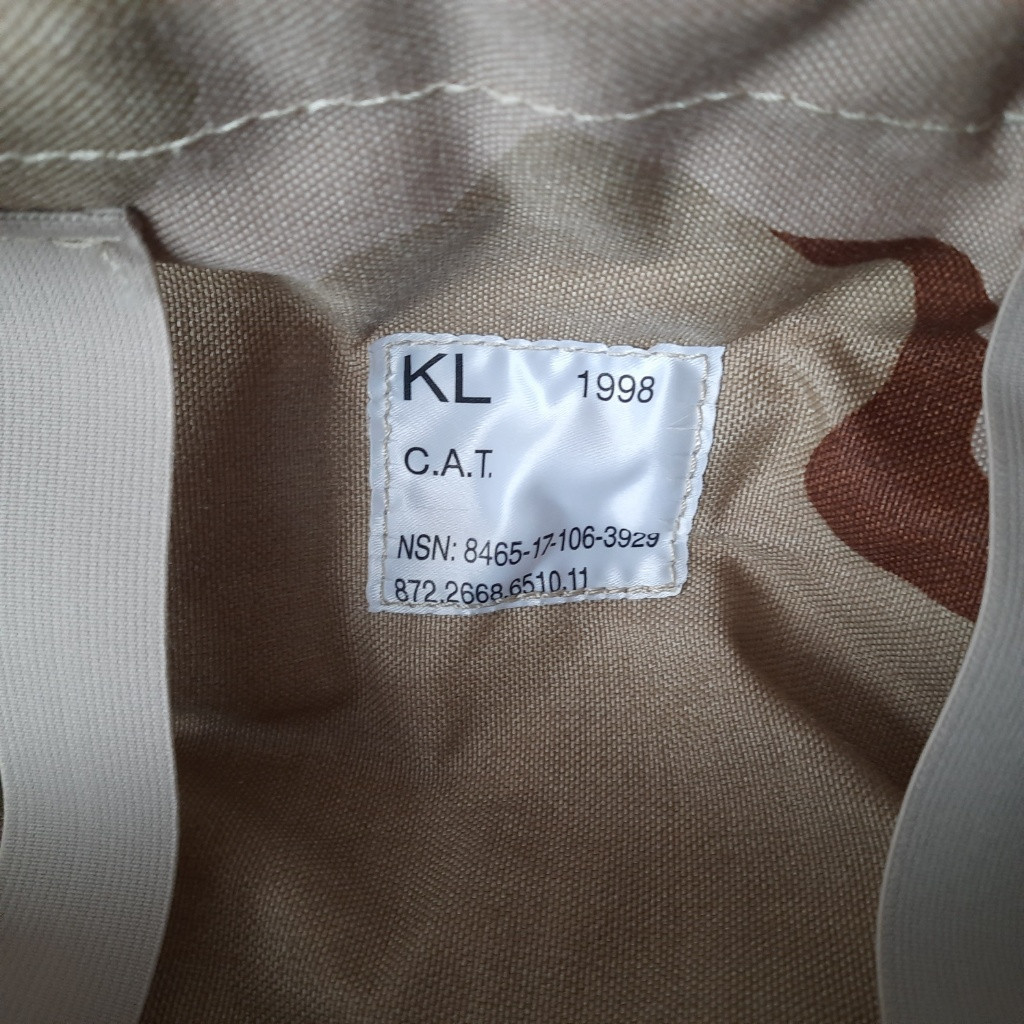 KL 1998
C.A.T.
NSN: 8465-17-106-3929
872.2668.6510.11